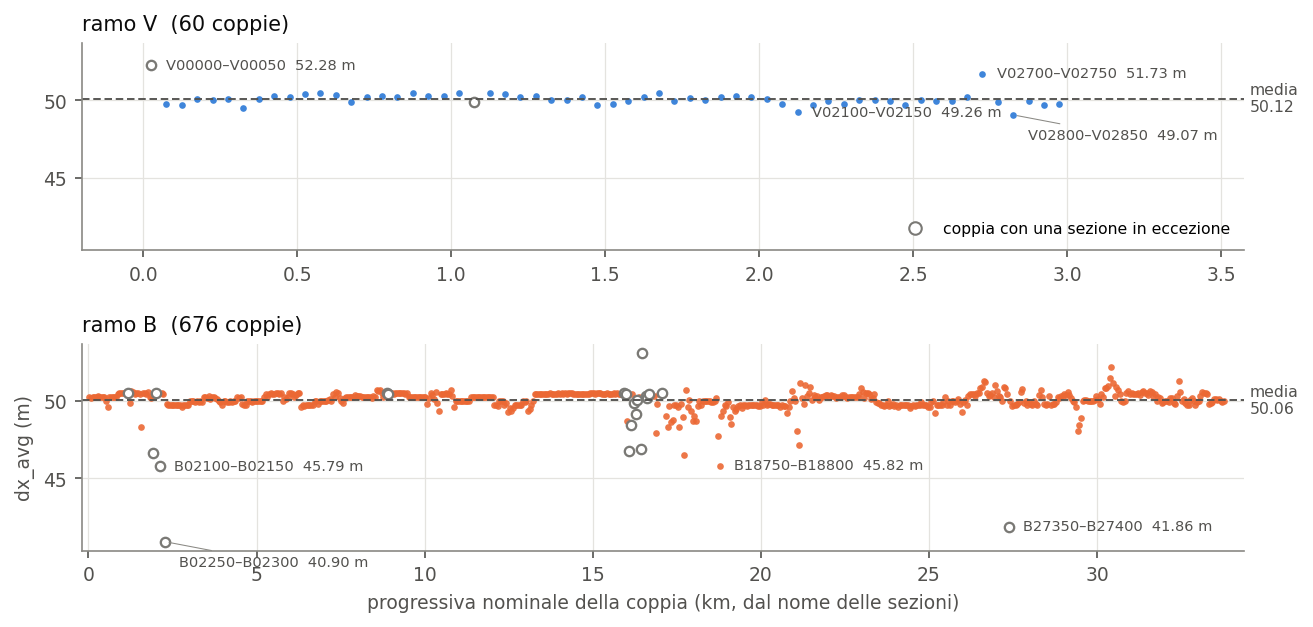 ramo V  (60 coppie)
V00000–V00050  52.28 m
V02700–V02750  51.73 m
50
media
50.12
V02100–V02150  49.26 m
V02800–V02850  49.07 m
45
coppia con una sezione in eccezione
0.0 0.5 1.0 1.5 2.0 2.5 3.0 3.5
ramo B  (676 coppie)
50
media
50.06
dx_avg (m)
B02100–B02150  45.79 m
B18750–B18800  45.82 m
45
B27350–B27400  41.86 m
B02250–B02300  40.90 m
0 5 10 15 20 25 30
progressiva nominale della coppia (km, dal nome delle sezioni)